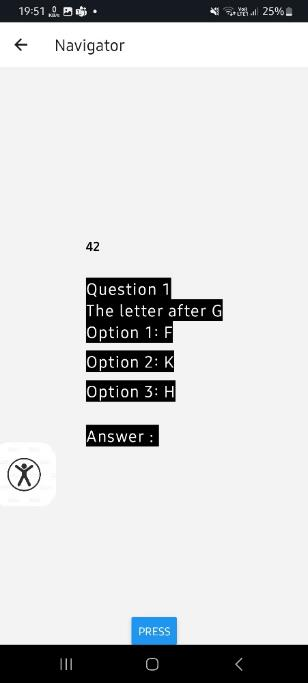 19:51
25%
Navigator
42
Question 1
The letter after G
Option 1: F
Option 2: K
Option 3: H
Answer :
PRESS